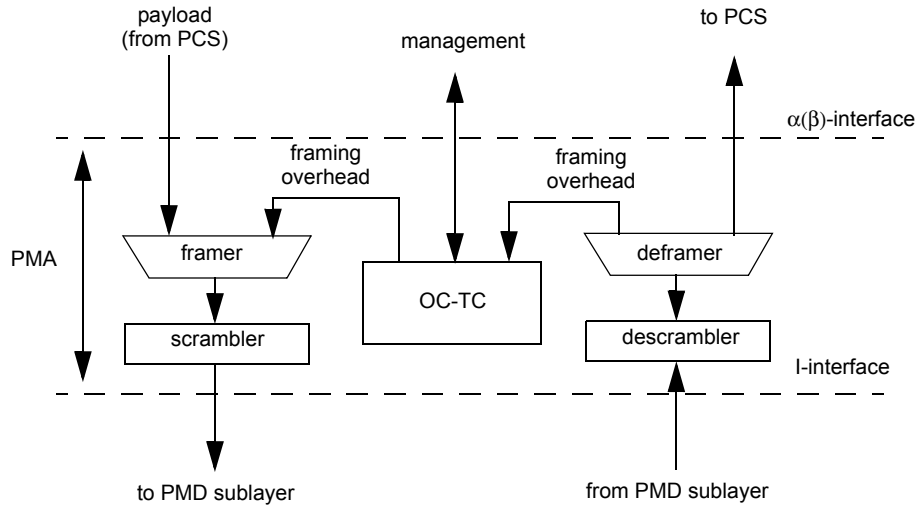 payload
(from PCS)
management
to PCS
α(β)-interface
framing
overhead
framing
overhead
PMA
framer
deframer
OC-TC
scrambler
descrambler
I-interface
to PMD sublayer
from PMD sublayer